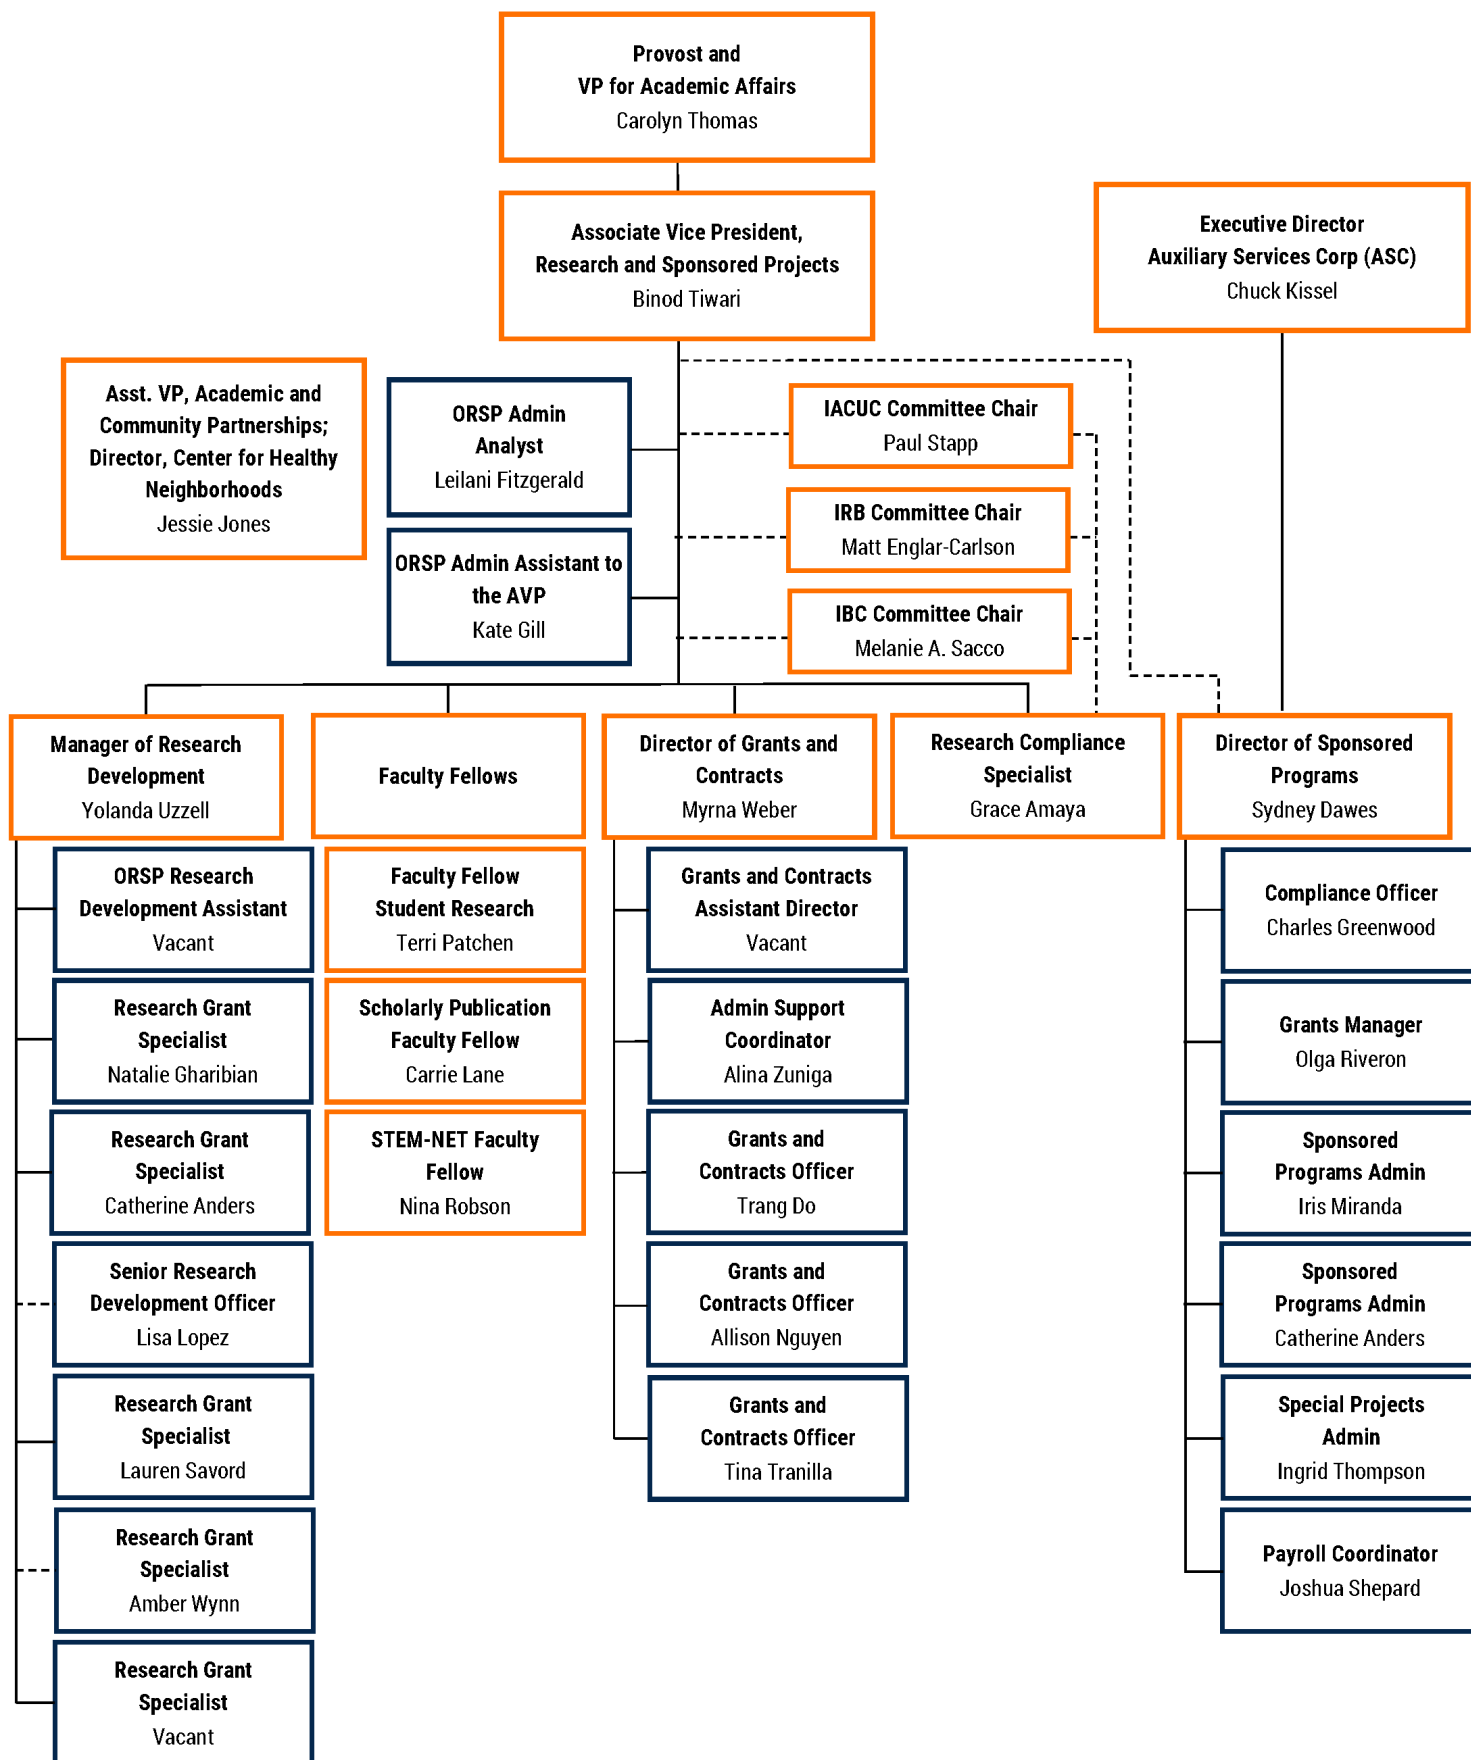 Provost and
VP for Academic Affairs
Carolyn Thomas
Associate Vice President,
Research and Sponsored Projects
Binod Tiwari
Executive Director
Auxiliary Services Corp (ASC)
Chuck Kissel
Asst. VP, Academic and
Community Partnerships;
Director, Center for Healthy
Neighborhoods
Jessie Jones
ORSP Admin
Analyst
Leilani Fitzgerald
IACUC Committee Chair
Paul Stapp
IRB Committee Chair
Matt Englar-Carlson
ORSP Admin Assistant to
the AVP
Kate Gill
IBC Committee Chair
Melanie A. Sacco
Manager of Research
Development
Yolanda Uzzell
Faculty Fellows
Director of Grants and
Contracts
Myrna Weber
Research Compliance
Specialist
Grace Amaya
Director of Sponsored
Programs
Sydney Dawes
ORSP Research
Development Assistant
Vacant
Research Grant
Specialist
Natalie Gharibian
Research Grant
Specialist
Catherine Anders
Senior Research
Development Officer
Lisa Lopez
Research Grant
Specialist
Lauren Savord
Research Grant
Specialist
Amber Wynn
Research Grant
Specialist
Vacant
Faculty Fellow
Student Research
Terri Patchen
Scholarly Publication
Faculty Fellow
Carrie Lane
STEM-NET Faculty
Fellow
Nina Robson
Grants and Contracts
Assistant Director
Vacant
Admin Support
Coordinator
Alina Zuniga
Grants and
Contracts Officer
Trang Do
Grants and
Contracts Officer
Allison Nguyen
Grants and
Contracts Officer
Tina Tranilla
Compliance Officer
Charles Greenwood
Grants Manager
Olga Riveron
Sponsored
Programs Admin
Iris Miranda
Sponsored
Programs Admin
Catherine Anders
Special Projects
Admin
Ingrid Thompson
Payroll Coordinator
Joshua Shepard